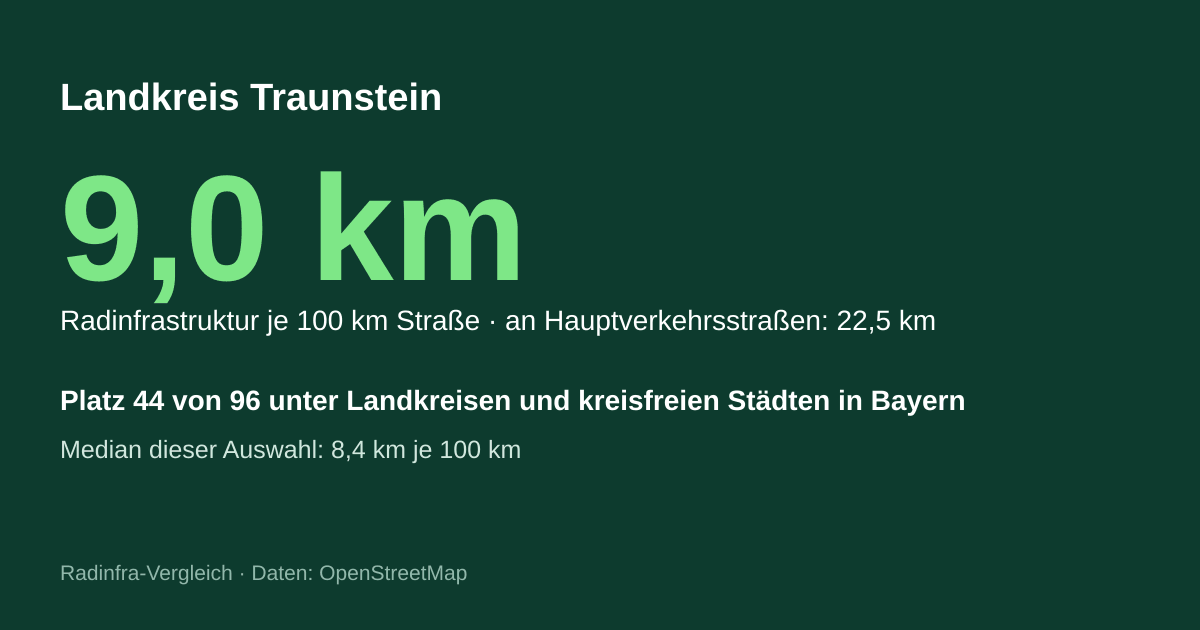 Landkreis Traunstein
9,0 km
Radinfrastruktur je 100 km Straße · an Hauptverkehrsstraßen: 22,5 km
Platz 44 von 96 unter Landkreisen und kreisfreien Städten in Bayern
Median dieser Auswahl: 8,4 km je 100 km
Radinfra-Vergleich · Daten: OpenStreetMap